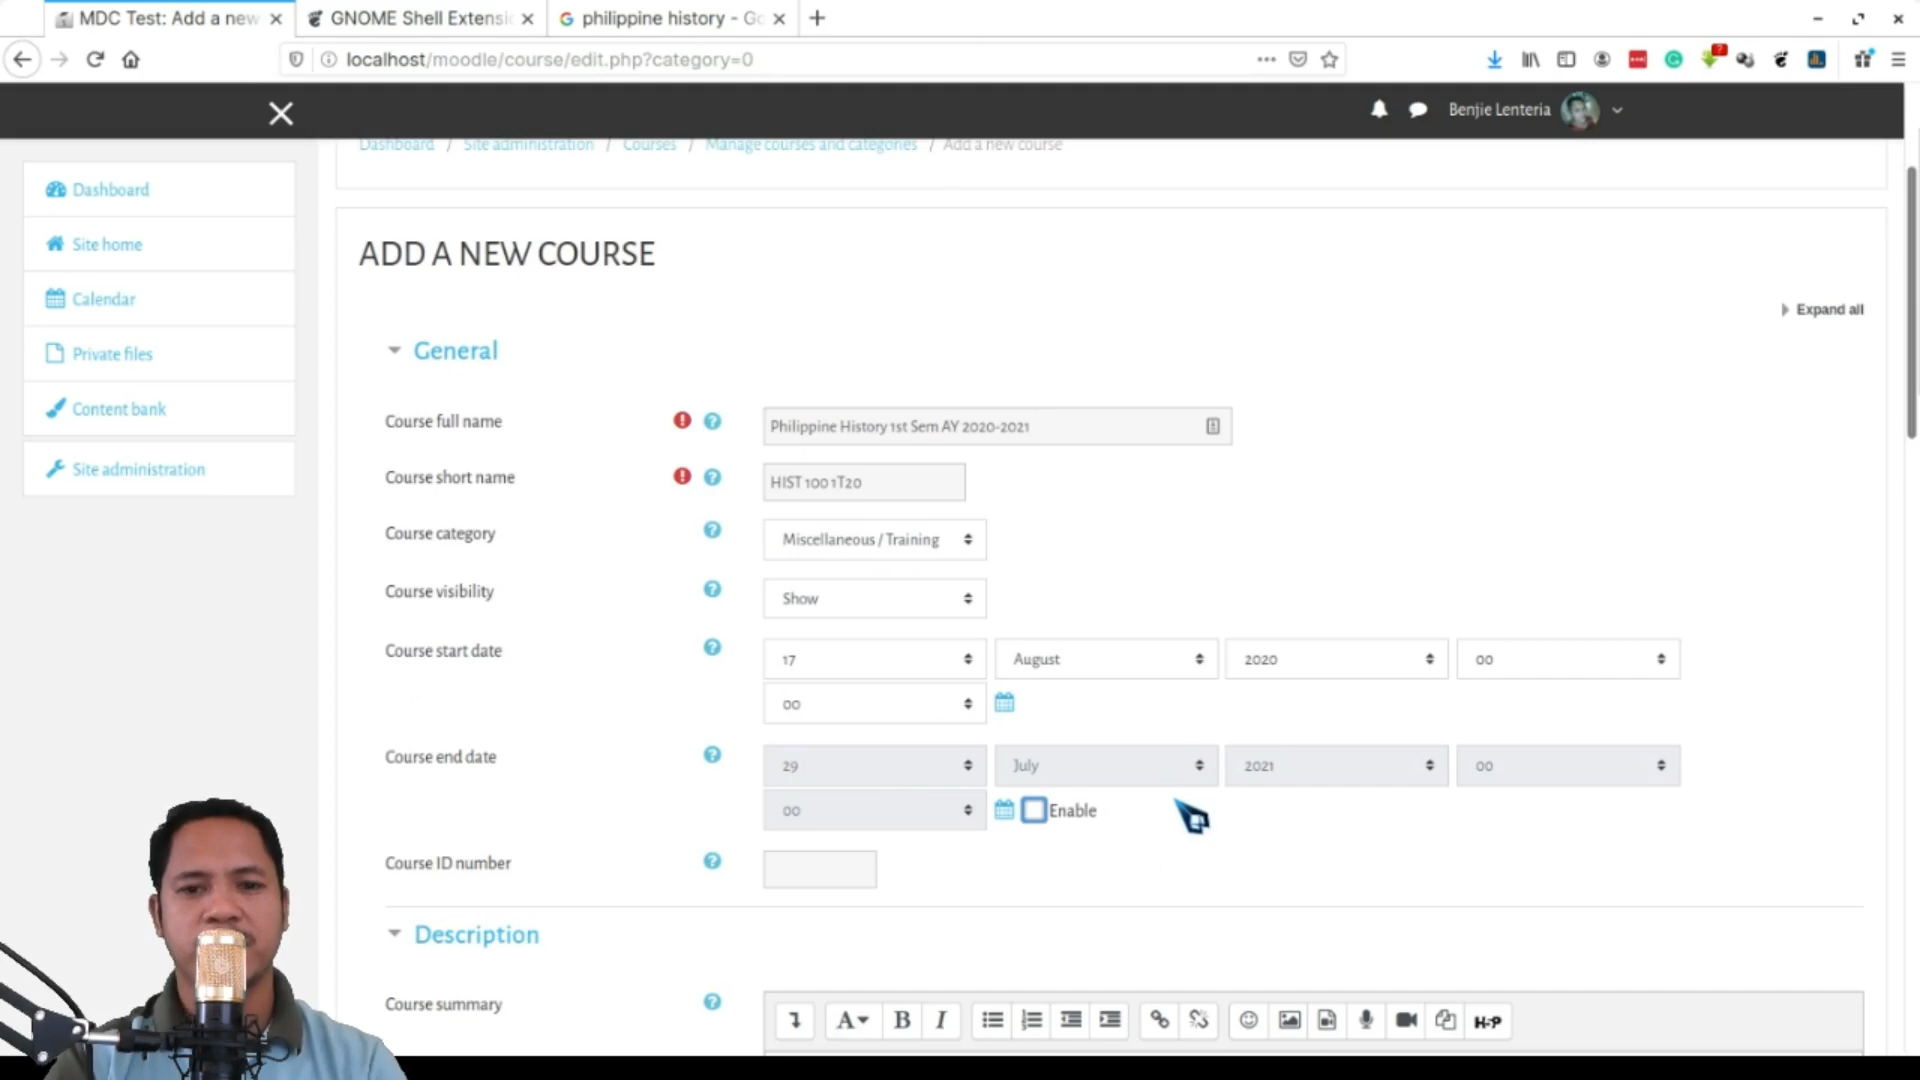 MDC Test: Add a new
GNOME Shell Extensi
philippine history - Go
localhost/moodle/course/edit.php?category=0
Benjie Lenteria
Dashboard / Site administration / Courses / Manage courses and categories / Add a new course
Dashboard
Site home
Calendar
Private files
Content bank
Site administration
ADD A NEW COURSE
Expand all
General
Course full name
Philippine History 1st Sem AY 2020-2021
Course short name
HIST 100 1T20
Course category
Miscellaneous / Training
Course visibility
Show
Course start date
17 August 2020 00
00
Course end date
29 July 2021 00
00 Enable
Course ID number
Description
Course summary
A B I
H-P